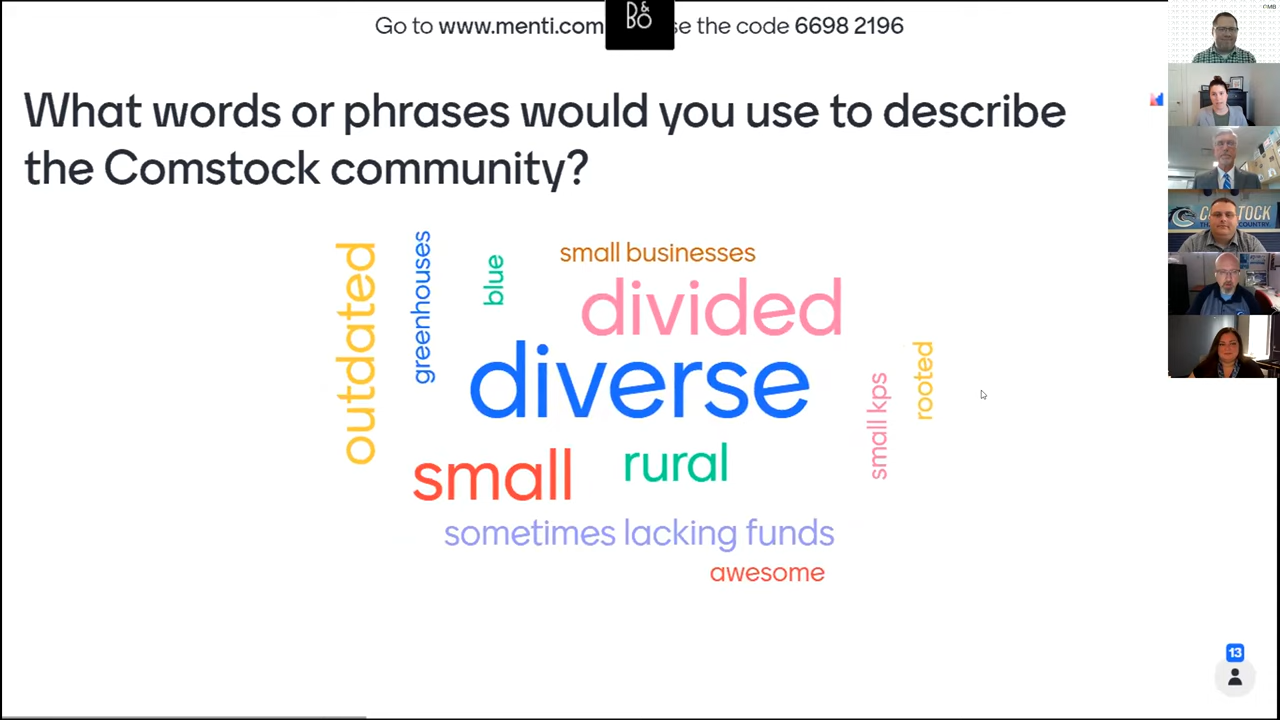 Go to www.menti.com
se the code 6698 2196
B&
BO
What words or phrases would you use to describe
the Comstock community?
outdated
greenhouses
blue
small businesses
divided
diverse
small kps
rooted
small
rural
sometimes lacking funds
awesome
13